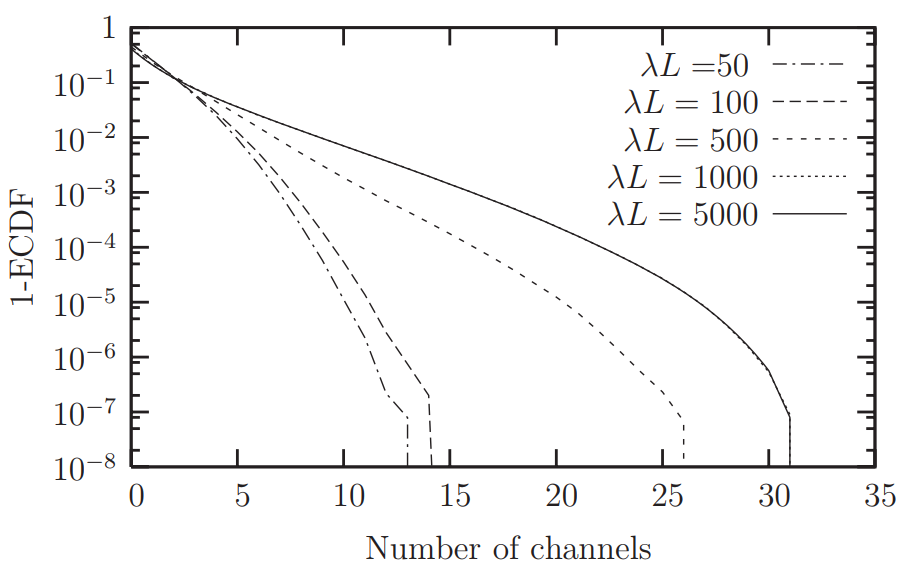 1
10⁻¹
10⁻²
10⁻³
10⁻⁴
10⁻⁵
10⁻⁶
10⁻⁷
10⁻⁸
1-ECDF
λL =50
λL = 100
λL = 500
λL = 1000
λL = 5000
0 5 10 15 20 25 30 35
Number of channels